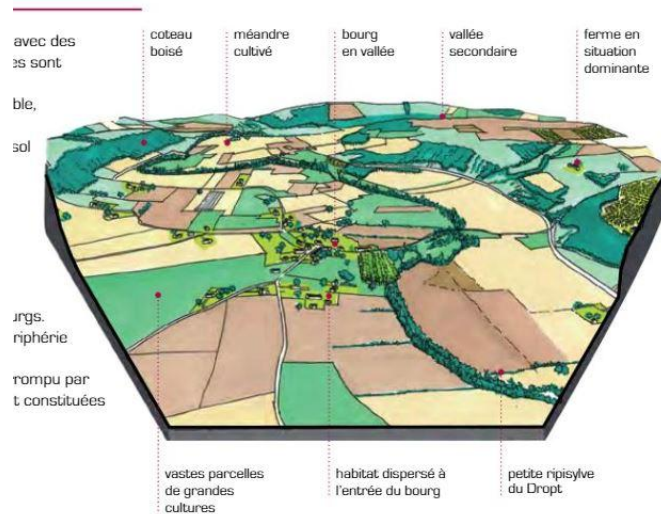 coteau
boisé
méandre
cultivé
bourg
en vallée
vallée
secondaire
ferme en
situation
dominante
avec des
es sont
ble,
sol
urgs.
riphérie
rompu par
t constituées
vastes parcelles
de grandes
cultures
habitat dispersé à
l'entrée du bourg
petite ripisylve
du Dropt